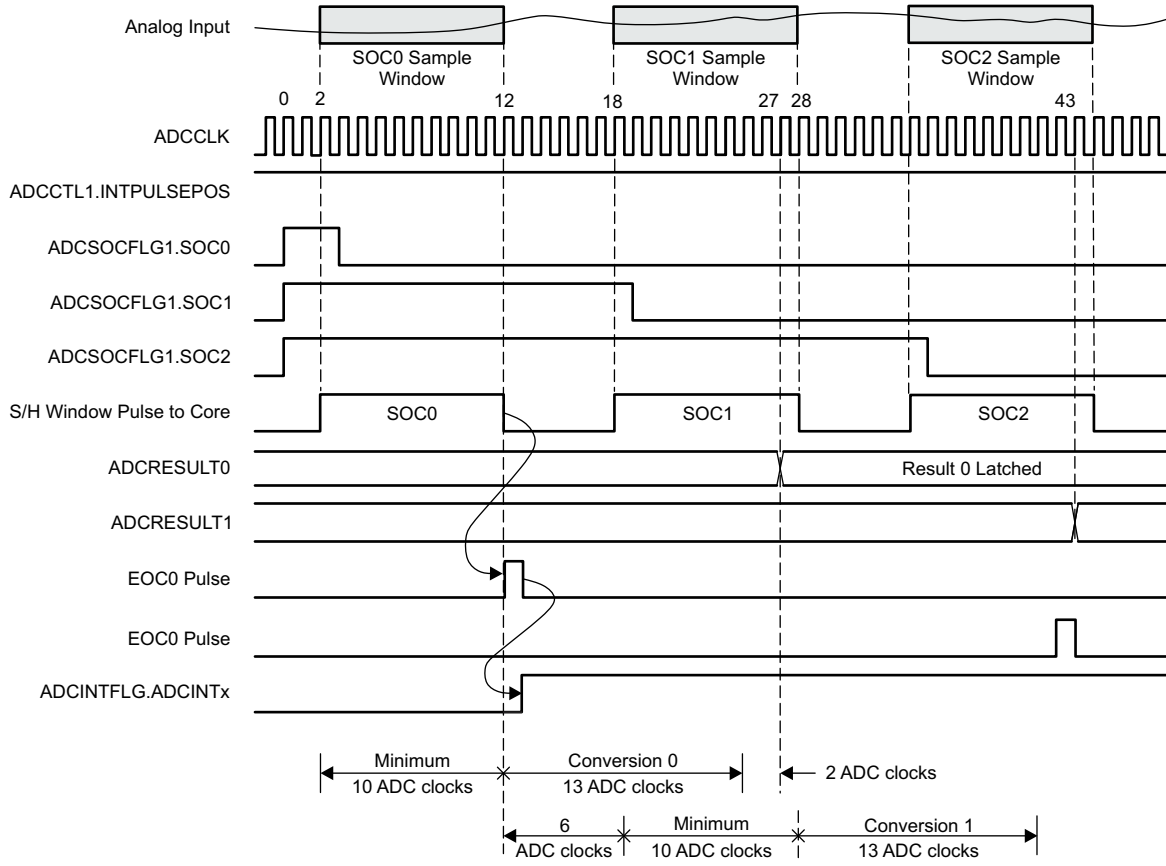 Analog Input
SOC0 Sample
Window
SOC1 Sample
Window
SOC2 Sample
Window
0 2 12 18 27 28 43
ADCCLK
ADCCTL1.INTPULSEPOS
ADCSOCFLG1.SOC0
ADCSOCFLG1.SOC1
ADCSOCFLG1.SOC2
S/H Window Pulse to Core SOC0 SOC1 SOC2
ADCRESULT0 Result 0 Latched
ADCRESULT1
EOC0 Pulse
EOC0 Pulse
ADCINTFLG.ADCINTx
Minimum
10 ADC clocks
Conversion 0
13 ADC clocks
2 ADC clocks
6
ADC clocks
Minimum
10 ADC clocks
Conversion 1
13 ADC clocks